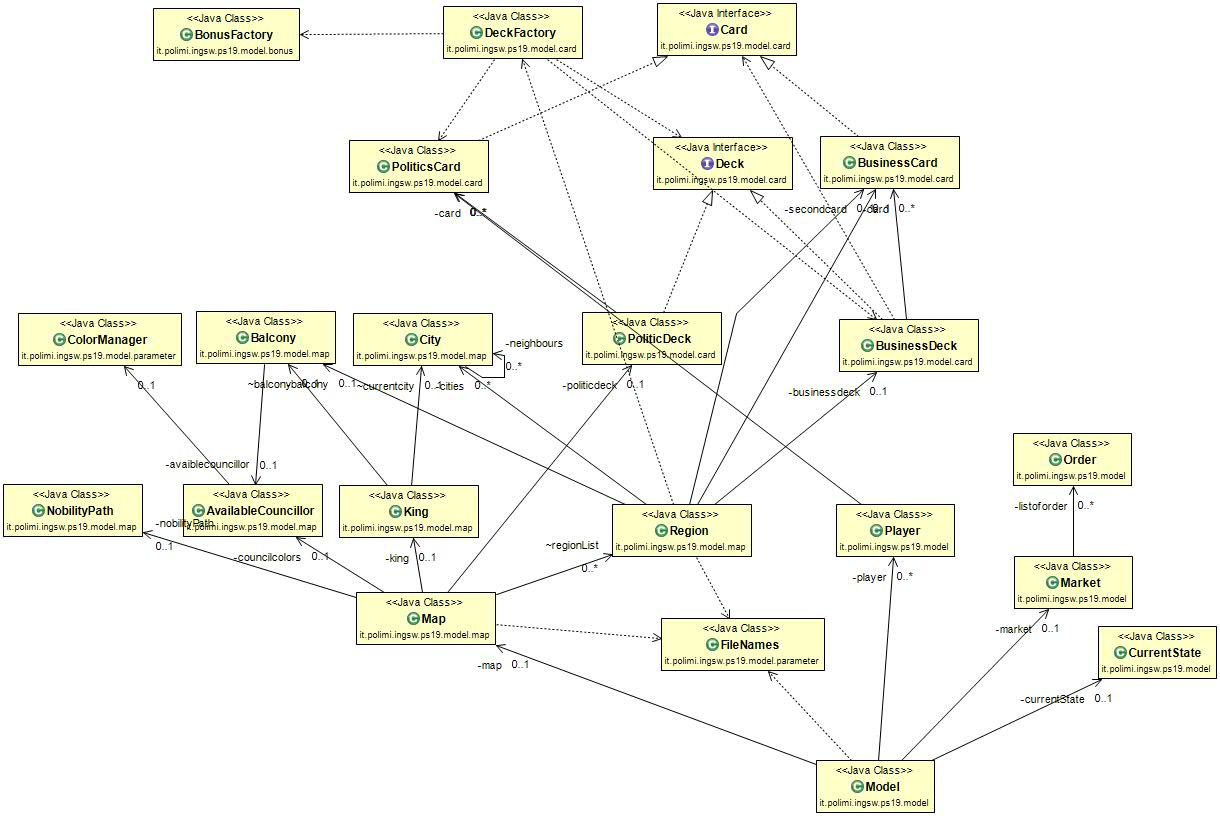 <<Java Class>>
BonusFactory
it.polimi.ingsw.ps19.model.bonus
<<Java Class>>
DeckFactory
it.polimi.ingsw.ps19.model.card
<<Java Interface>>
Card
it.polimi.ingsw.ps19.model.card
<<Java Class>>
PoliticsCard
it.polimi.ingsw.ps19.model.card
<<Java Interface>>
Deck
it.polimi.ingsw.ps19.model.card
<<Java Class>>
BusinessCard
it.polimi.ingsw.ps19.model.card
-card 0..*
-secondcard
-card
0..*
<<Java Class>>
ColorManager
it.polimi.ingsw.ps19.model.parameter
<<Java Class>>
Balcony
it.polimi.ingsw.ps19.model.map
<<Java Class>>
City
it.polimi.ingsw.ps19.model.map
-neighbours
0..*
<<Java Class>>
PoliticDeck
it.polimi.ingsw.ps19.model.card
<<Java Class>>
BusinessDeck
it.polimi.ingsw.ps19.model.card
0..1
~balcony
balcony
0..1
~currentcity
-cities
0..*
-politicdeck 0..1
-businessdeck 0..1
-avaiblecouncillor 0..1
<<Java Class>>
NobilityPath
it.polimi.ingsw.ps19.model.map
<<Java Class>>
AvailableCouncillor
it.polimi.ingsw.ps19.model.map
<<Java Class>>
King
it.polimi.ingsw.ps19.model.map
<<Java Class>>
Region
it.polimi.ingsw.ps19.model.map
<<Java Class>>
Player
it.polimi.ingsw.ps19.model
<<Java Class>>
Order
it.polimi.ingsw.ps19.model
-listoforder 0..*
-nobilityPath
0..1
-councilcolors 0..1
-king 0..1
~regionList
0..*
-player 0..*
<<Java Class>>
Market
it.polimi.ingsw.ps19.model
<<Java Class>>
Map
it.polimi.ingsw.ps19.model.map
<<Java Class>>
FileNames
it.polimi.ingsw.ps19.model.parameter
-market 0..1
<<Java Class>>
CurrentState
it.polimi.ingsw.ps19.model
-map 0..1
-currentState 0..1
<<Java Class>>
Model
it.polimi.ingsw.ps19.model